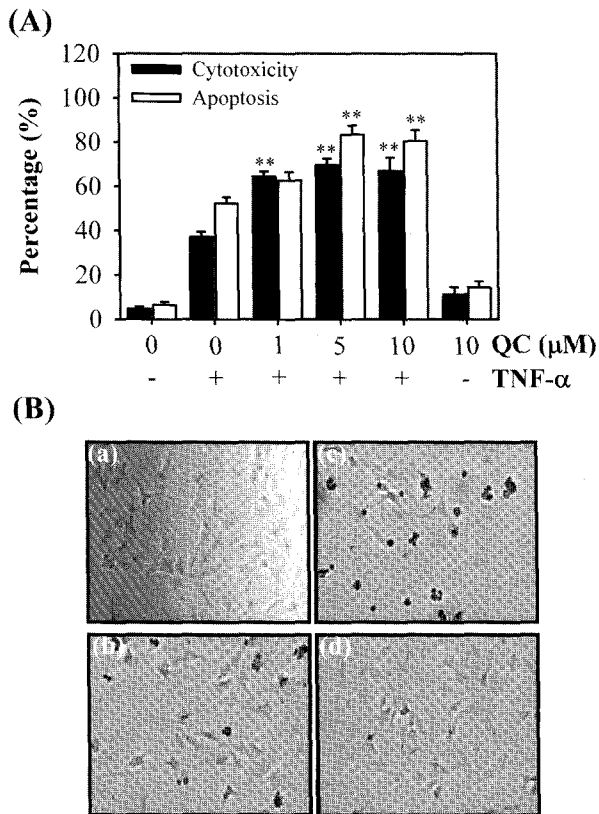 (A)
120
100
80
60
40
20
0
Percentage (%)
Cytotoxicity
Apoptosis
** ** ** ** **
0 0 1 5 10 10 QC (μM)
- + + + + - TNF-α
(B)
(a)
(c)
(b)
(d)